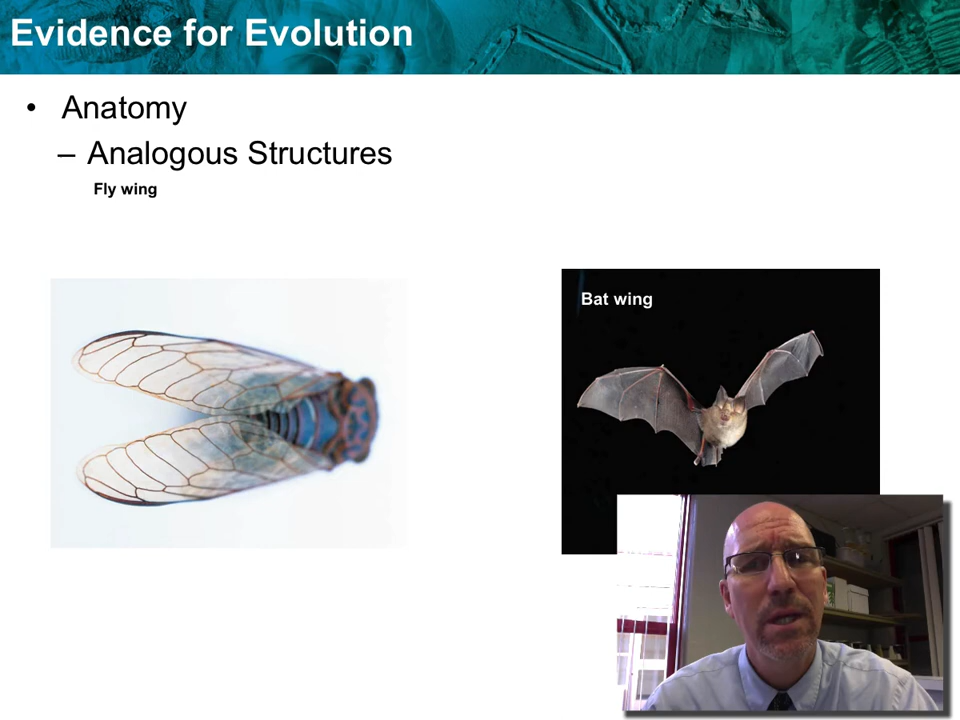 Evidence for Evolution
• Anatomy
– Analogous Structures
Fly wing
Bat wing